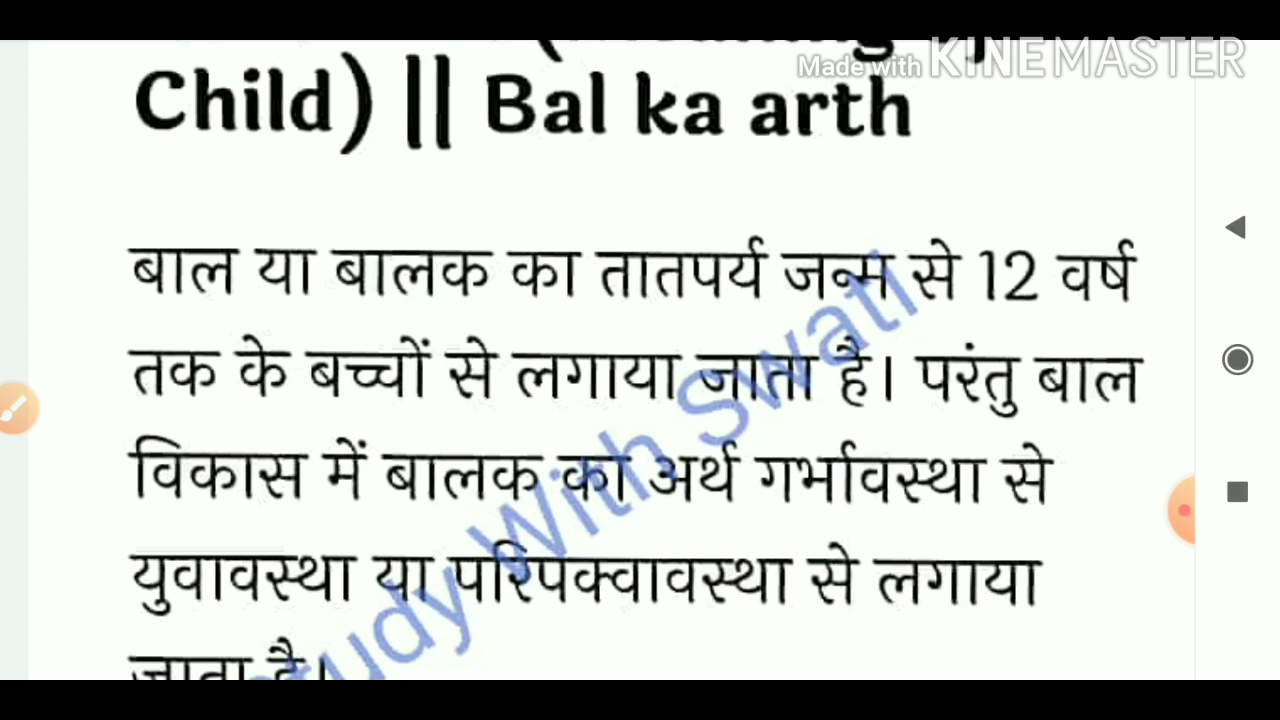 Made with KINEMASTER
Child) || Bal ka arth
बाल या बालक का तातपर्य जन्म से 12 वर्ष
तक के बच्चों से लगाया जाता है। परंतु बाल
विकास में बालक का अर्थ गर्भावस्था से
युवावस्था या परिपक्वावस्था से लगाया
जाता है।
Study With Swati